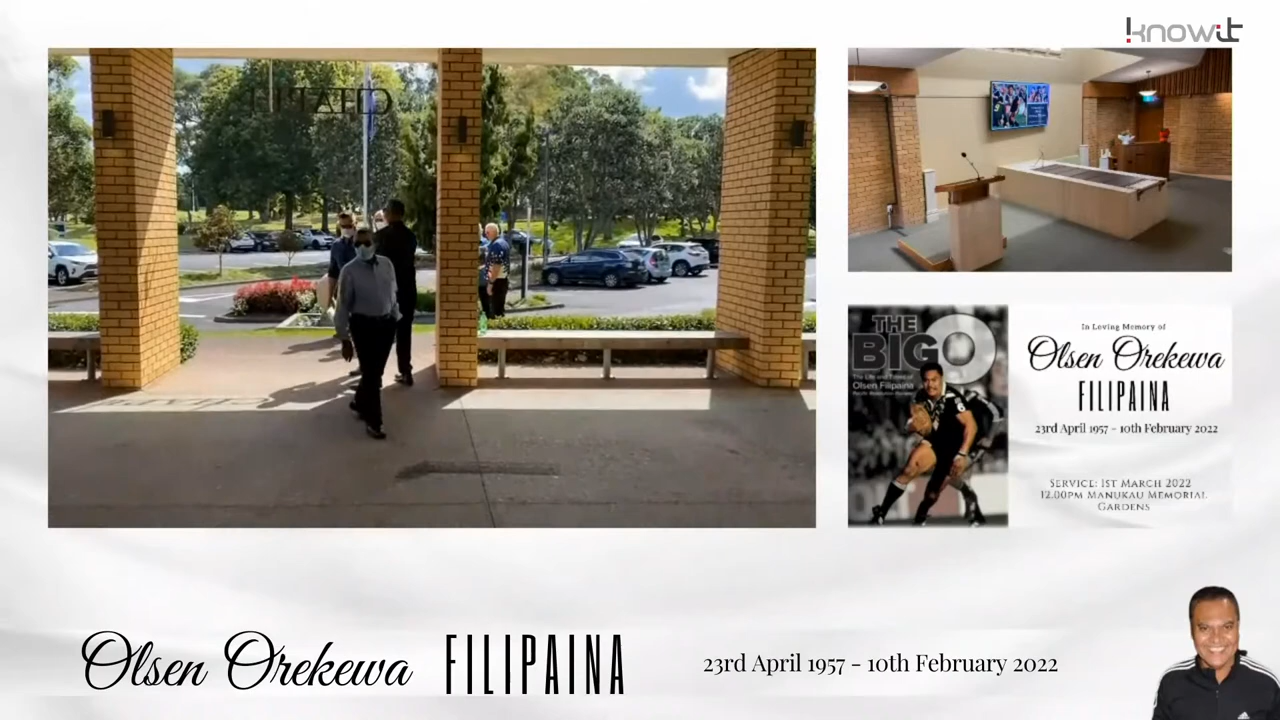 knowit
THE
BIG O
The Life and Times of
Olsen Filipaina
In Loving Memory of
Olsen Orekewa
FILIPAINA
23rd April 1957 - 10th February 2022
SERVICE: 1ST MARCH 2022
12.00PM MANUKAU MEMORIAL
GARDENS
Olsen Orekewa FILIPAINA
23rd April 1957 - 10th February 2022